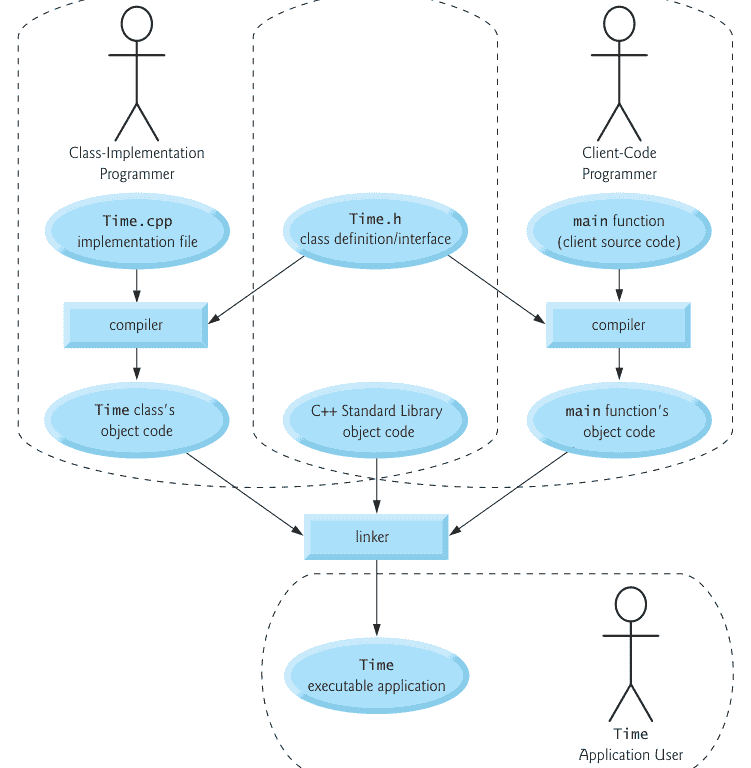 Class-Implementation
Programmer
Client-Code
Programmer
Time.cpp
implementation file
Time.h
class definition/interface
main function
(client source code)
compiler
compiler
Time class's
object code
C++ Standard Library
object code
main function's
object code
linker
Time
executable application
Time
Application User